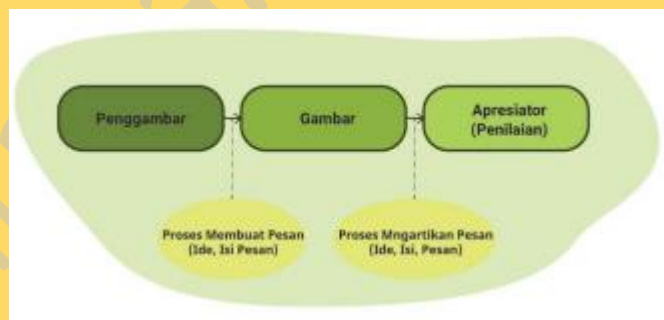 Penggambar
Gambar
Apresiator
(Penilaian)
Proses Membuat Pesan
(Ide, Isi Pesan)
Proses Mngartikan Pesan
(Ide, Isi, Pesan)